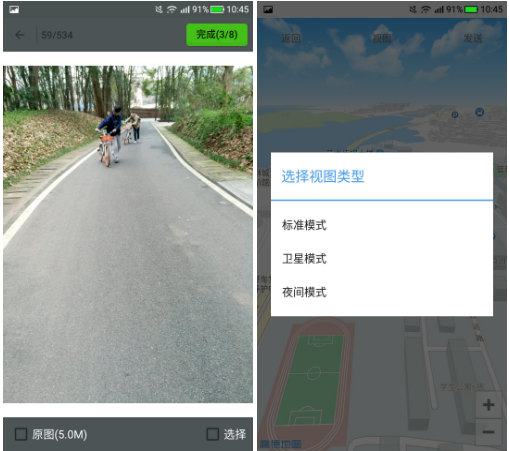 91% 10:45
59/534
完成(3/8)
原图(5.0M)
选择
91% 10:45
返回
视图
发送
选择视图类型
标准模式
卫星模式
夜间模式
+
−
高德地图